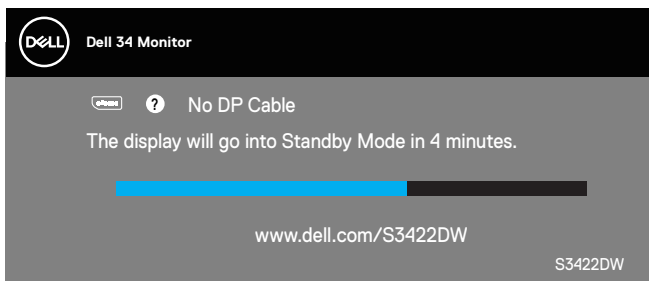 DELL
Dell 34 Monitor
? No DP Cable
The display will go into Standby Mode in 4 minutes.
www.dell.com/S3422DW
S3422DW